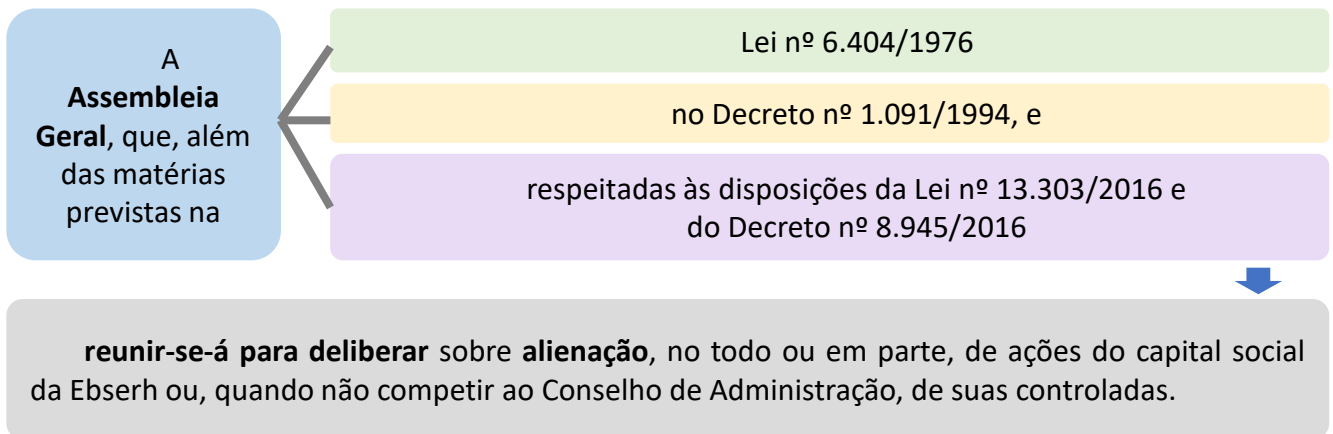 A
Assembleia
Geral, que, além
das matérias
previstas na
Lei nº 6.404/1976
no Decreto nº 1.091/1994, e
respeitadas às disposições da Lei nº 13.303/2016 e
do Decreto nº 8.945/2016
reunir-se-á para deliberar sobre alienação, no todo ou em parte, de ações do capital social
da Ebserh ou, quando não competir ao Conselho de Administração, de suas controladas.